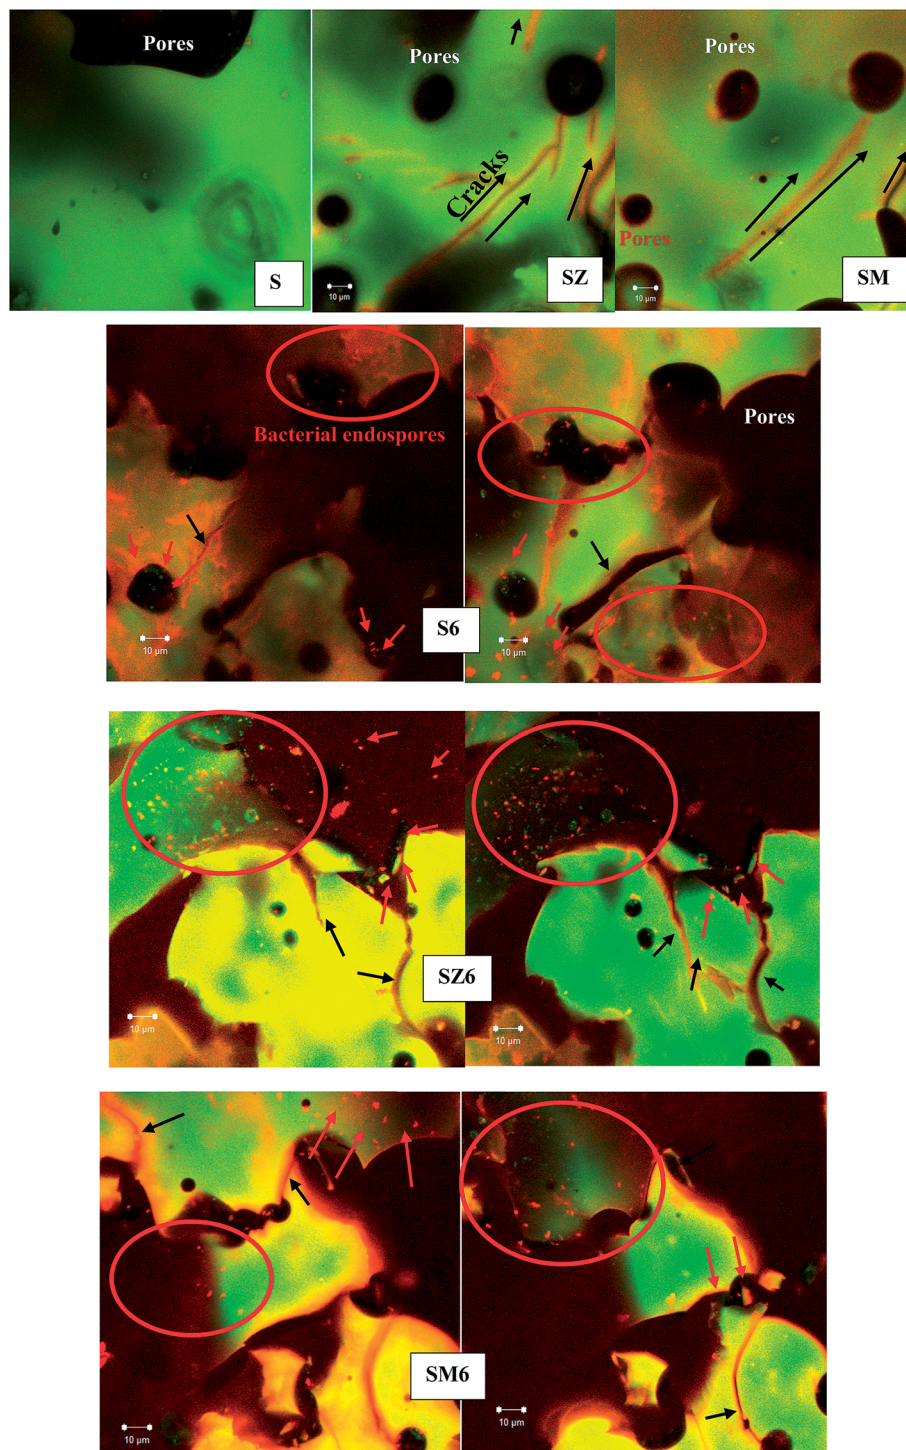 Pores
S
Pores
Cracks
SZ
10 µm
Pores
Pores
SM
10 µm
Bacterial endospores
10 µm
S6
Pores
10 µm
10 µm
SZ6
10 µm
10 µm
SM6
10 µm